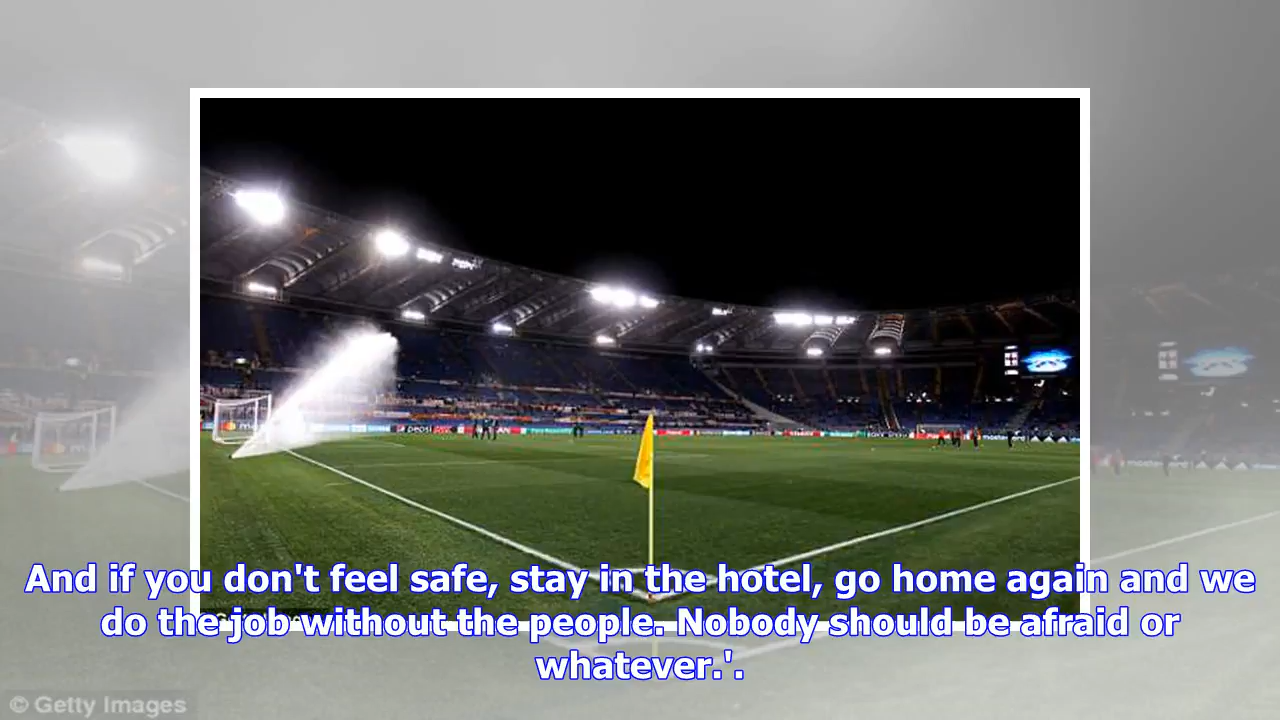 pepsi
And if you don't feel safe, stay in the hotel, go home again and we
do the job without the people. Nobody should be afraid or
whatever.'.
© Getty Images